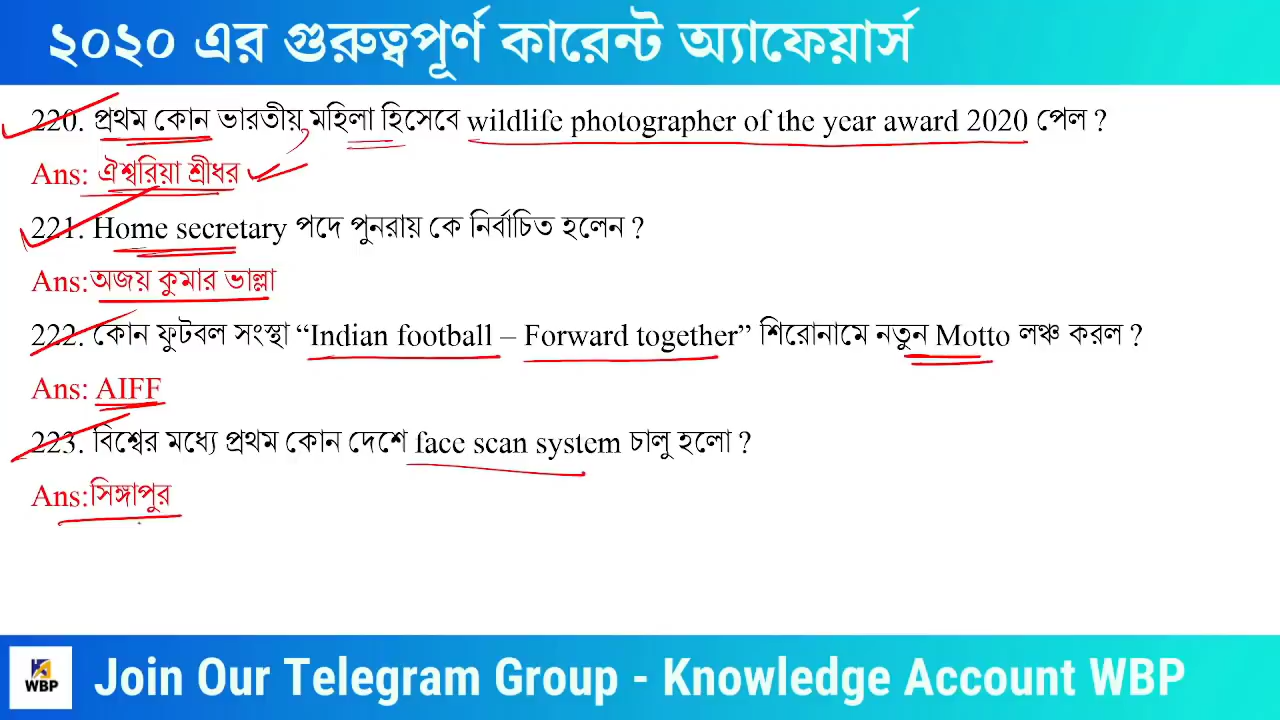 ২০২০ এর গুরুত্বপূর্ণ কারেন্ট অ্যাফেয়ার্স
220. প্রথম কোন ভারতীয় মহিলা হিসেবে wildlife photographer of the year award 2020 পেল ?
Ans: ঐশ্বরিয়া শ্রীধর
221. Home secretary পদে পুনরায় কে নির্বাচিত হলেন ?
Ans:অজয় কুমার ভাল্লা
222. কোন ফুটবল সংস্থা “Indian football – Forward together” শিরোনামে নতুন Motto লঞ্চ করল ?
Ans: AIFF
223. বিশ্বের মধ্যে প্রথম কোন দেশে face scan system চালু হলো ?
Ans:সিঙ্গাপুর
WBP
Join Our Telegram Group - Knowledge Account WBP